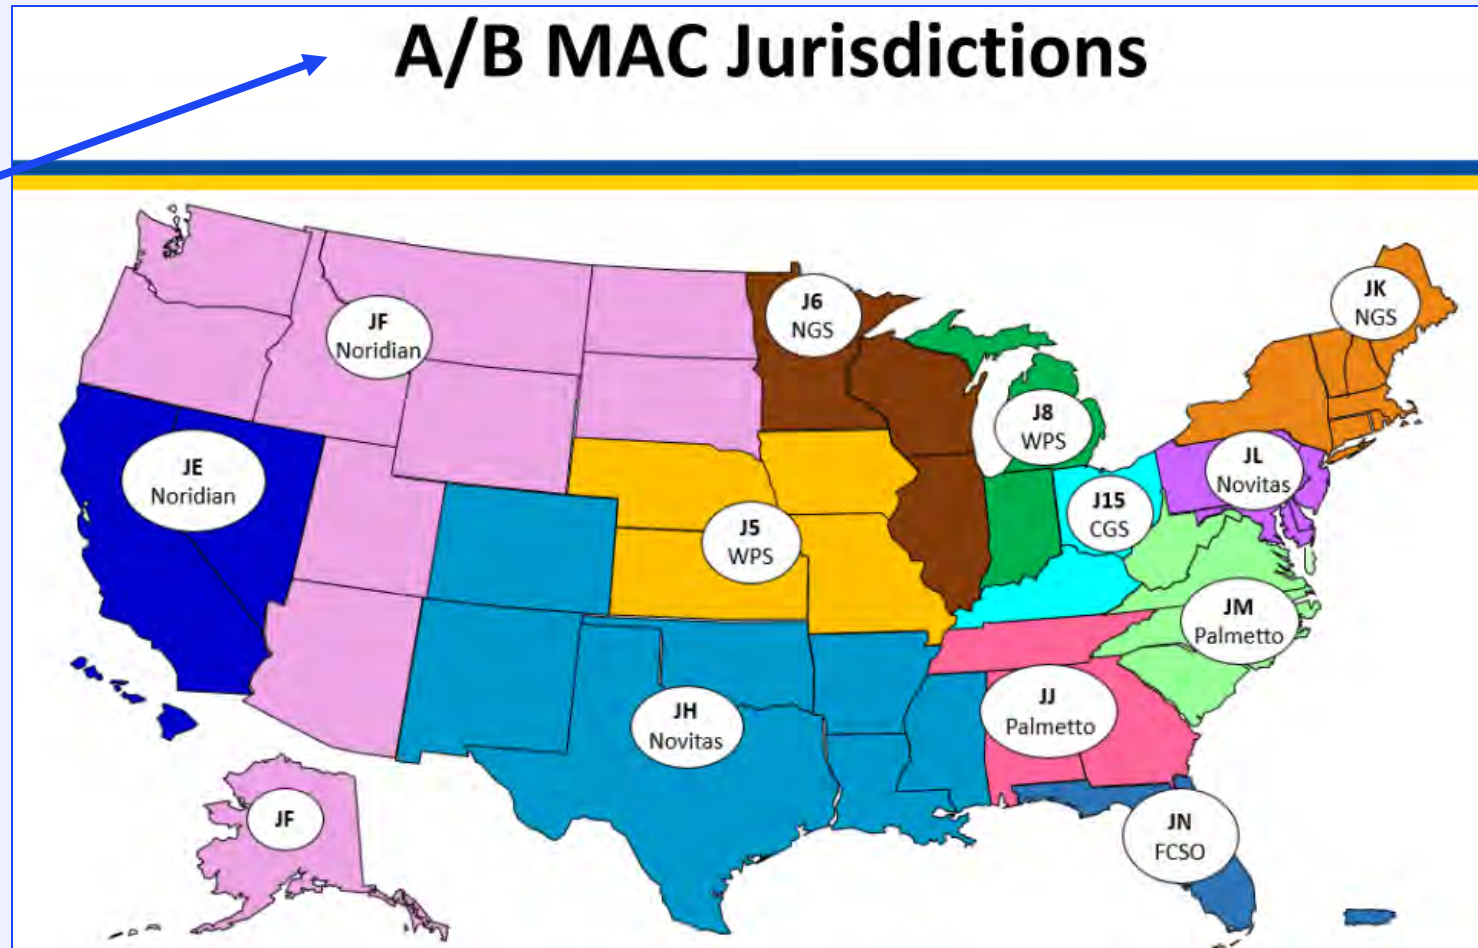 A/B MAC Jurisdictions
J6
NGS
JK
NGS
JF
Noridian
J8
WPS
JE
Noridian
JL
Novitas
J15
CGS
J5
WPS
JM
Palmetto
JJ
Palmetto
JH
Novitas
JF
JN
FCSO